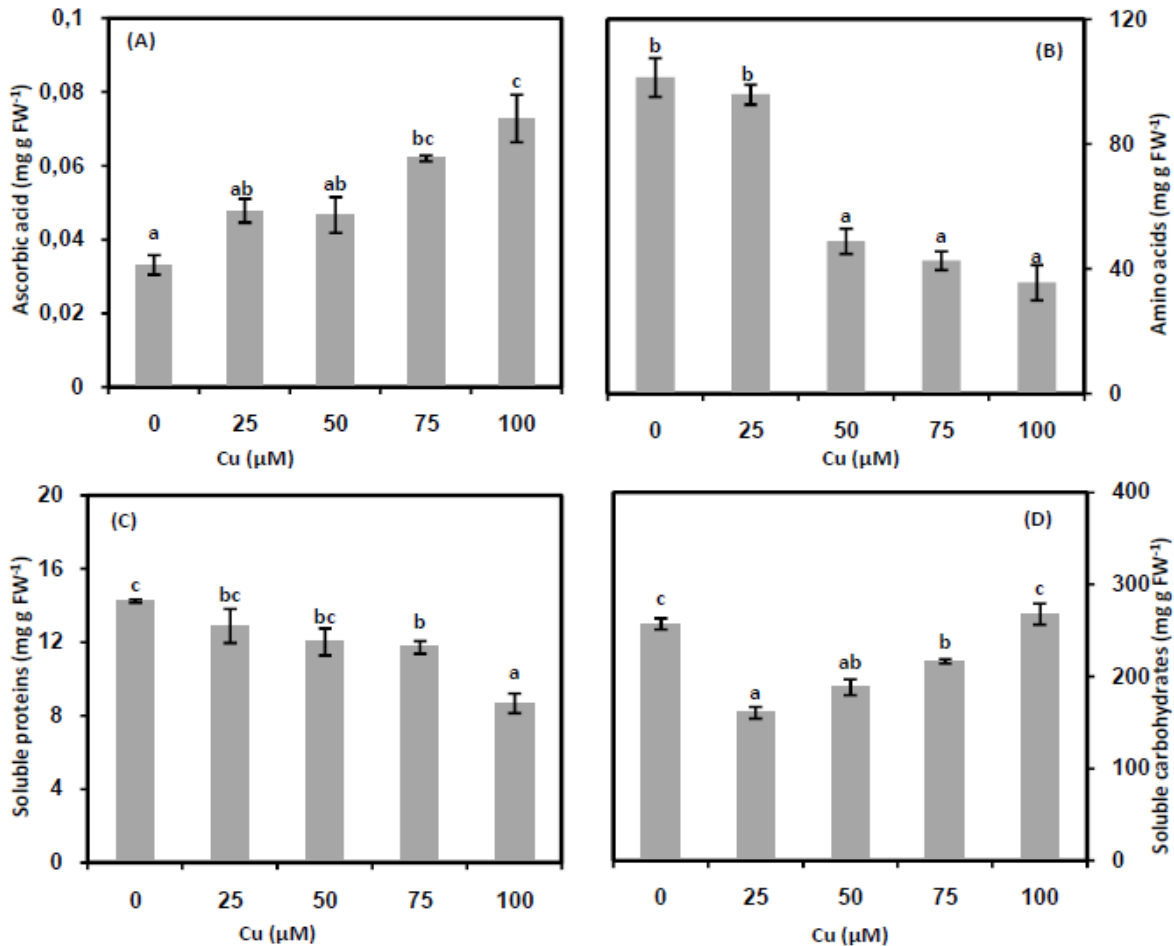 (A)
Ascorbic acid (mg g FW⁻¹)
0,1
0,08
0,06
0,04
0,02
0
a
ab
ab
bc
c
0 25 50 75 100
Cu (µM)
(B)
Amino acids (mg g FW⁻¹)
120
80
40
0
b
b
a
a
a
0 25 50 75 100
Cu (µM)
(C)
Soluble proteins (mg g FW⁻¹)
20
16
12
8
4
0
c
bc
bc
b
a
0 25 50 75 100
Cu (µM)
(D)
Soluble carbohydrates (mg g FW⁻¹)
400
300
200
100
0
c
a
ab
b
c
0 25 50 75 100
Cu (µM)